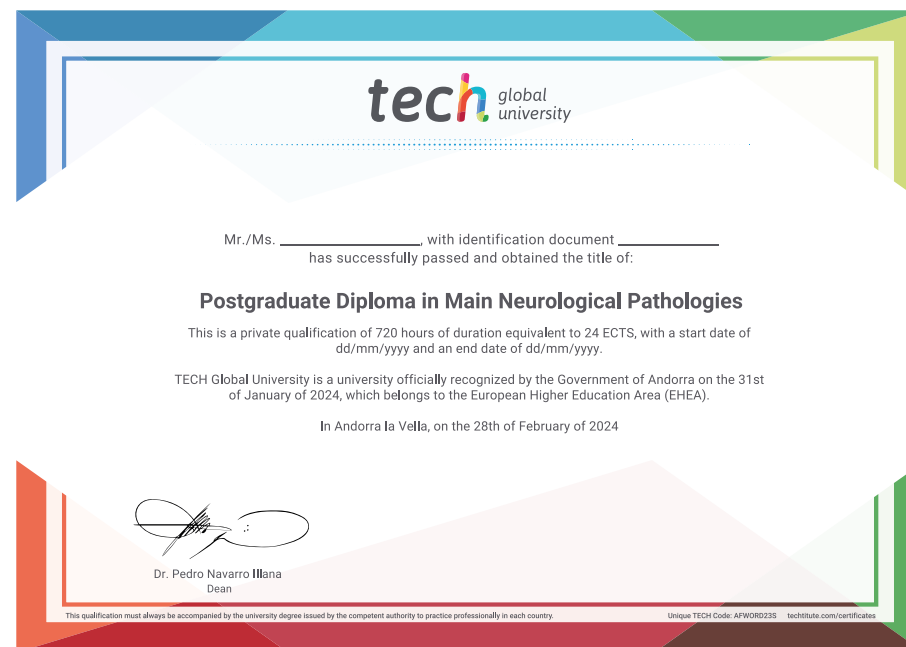 tech global
university
Mr./Ms. ____________, with identification document ____________
has successfully passed and obtained the title of:
Postgraduate Diploma in Main Neurological Pathologies
This is a private qualification of 720 hours of duration equivalent to 24 ECTS, with a start date of
dd/mm/yyyy and an end date of dd/mm/yyyy.
TECH Global University is a university officially recognized by the Government of Andorra on the 31st
of January of 2024, which belongs to the European Higher Education Area (EHEA).
In Andorra la Vella, on the 28th of February of 2024
Dr. Pedro Navarro Illana
Dean
This qualification must always be accompanied by the university degree issued by the competent authority to practice professionally in each country. Unique TECH Code: AFWORD23S techtitute.com/certificates